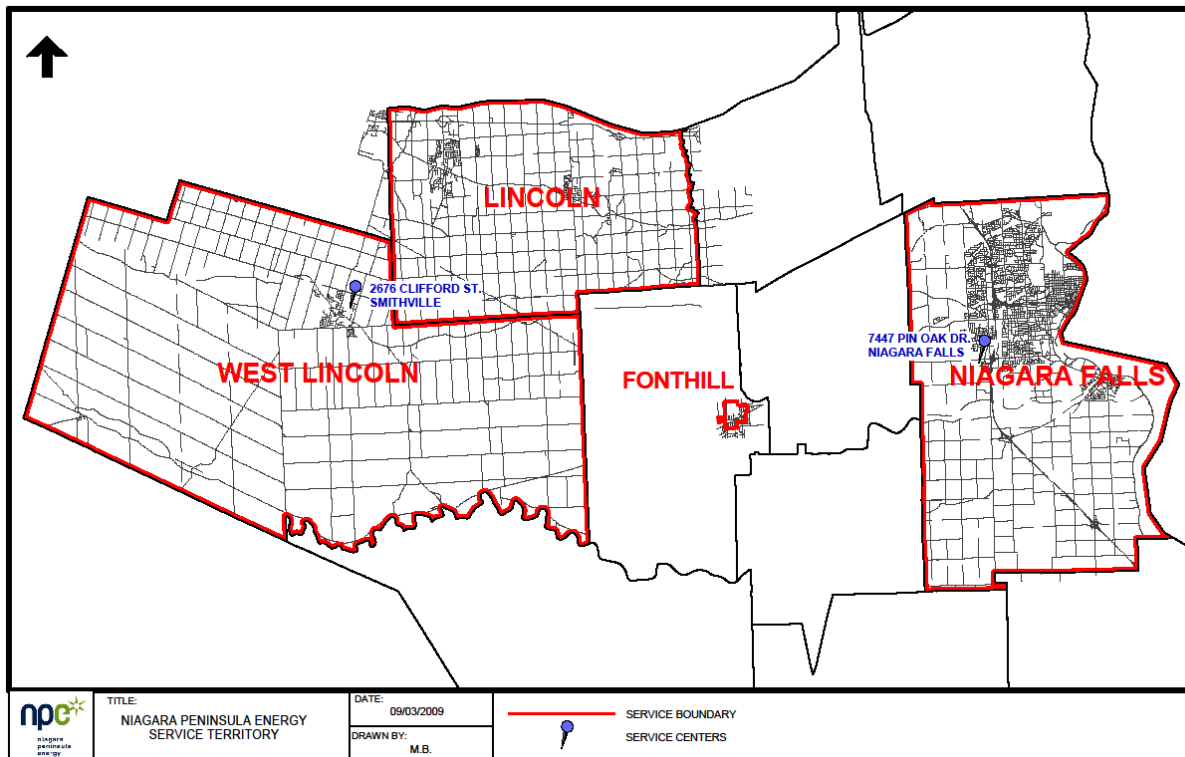 LINCOLN
2676 CLIFFORD ST.
SMITHVILLE
7447 PIN OAK DR.
NIAGARA FALLS
WEST LINCOLN
FONTHILL
NIAGARA FALLS
npe
niagara
peninsula
energy
TITLE:
NIAGARA PENINSULA ENERGY
SERVICE TERRITORY
DATE:
09/03/2009
DRAWN BY:
M.B.
SERVICE BOUNDARY
SERVICE CENTERS